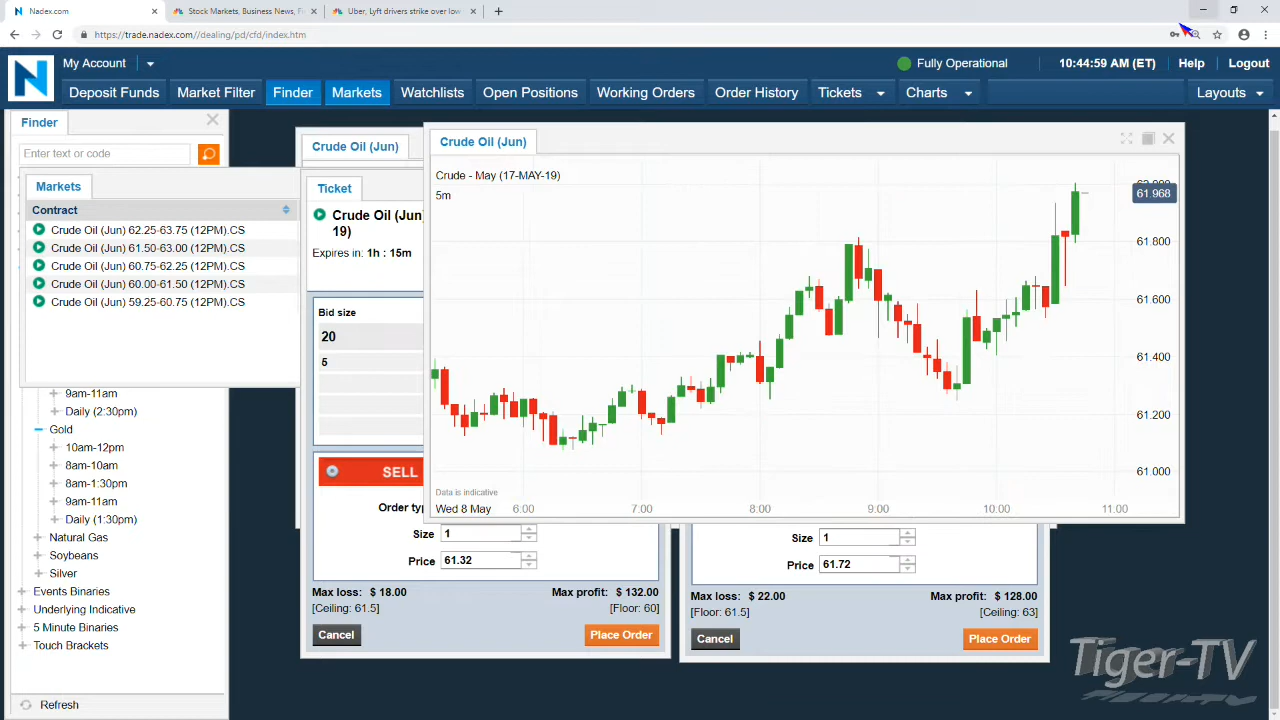 Nadex.com
Stock Markets, Business News, Fi
Uber, Lyft drivers strike over low
https://trade.nadex.com//dealing/pd/cfd/index.htm
My Account
Fully Operational
10:44:59 AM (ET)
Help
Logout
Deposit Funds
Market Filter
Finder
Markets
Watchlists
Open Positions
Working Orders
Order History
Tickets
Charts
Layouts
Finder
Enter text or code
Markets
Contract
Crude Oil (Jun) 62.25-63.75 (12PM).CS
Crude Oil (Jun) 61.50-63.00 (12PM).CS
Crude Oil (Jun) 60.75-62.25 (12PM).CS
Crude Oil (Jun) 60.00-61.50 (12PM).CS
Crude Oil (Jun) 59.25-60.75 (12PM).CS
9am-11am
Daily (2:30pm)
Gold
10am-12pm
8am-10am
8am-1:30pm
9am-11am
Daily (1:30pm)
Natural Gas
Soybeans
Silver
Events Binaries
Underlying Indicative
5 Minute Binaries
Touch Brackets
Refresh
Crude Oil (Jun)
Ticket
Crude Oil (Jun
19)
Expires in: 1h : 15m
Bid size
20
5
SELL
Order typ
Size 1
Price 61.32
Max loss: $ 18.00 Max profit: $ 132.00
[Ceiling: 61.5] [Floor: 60]
Cancel Place Order
Crude Oil (Jun)
Crude - May (17-MAY-19)
5m
61 968
61.800
61.600
61.400
61.200
61.000
Data is indicative
Wed 8 May 6:00 7:00 8:00 9:00 10:00 11:00
Size 1
Price 61.72
Max loss: $ 22.00 Max profit: $ 128.00
[Floor: 61.5] [Ceiling: 63]
Cancel Place Order
Tiger-TV